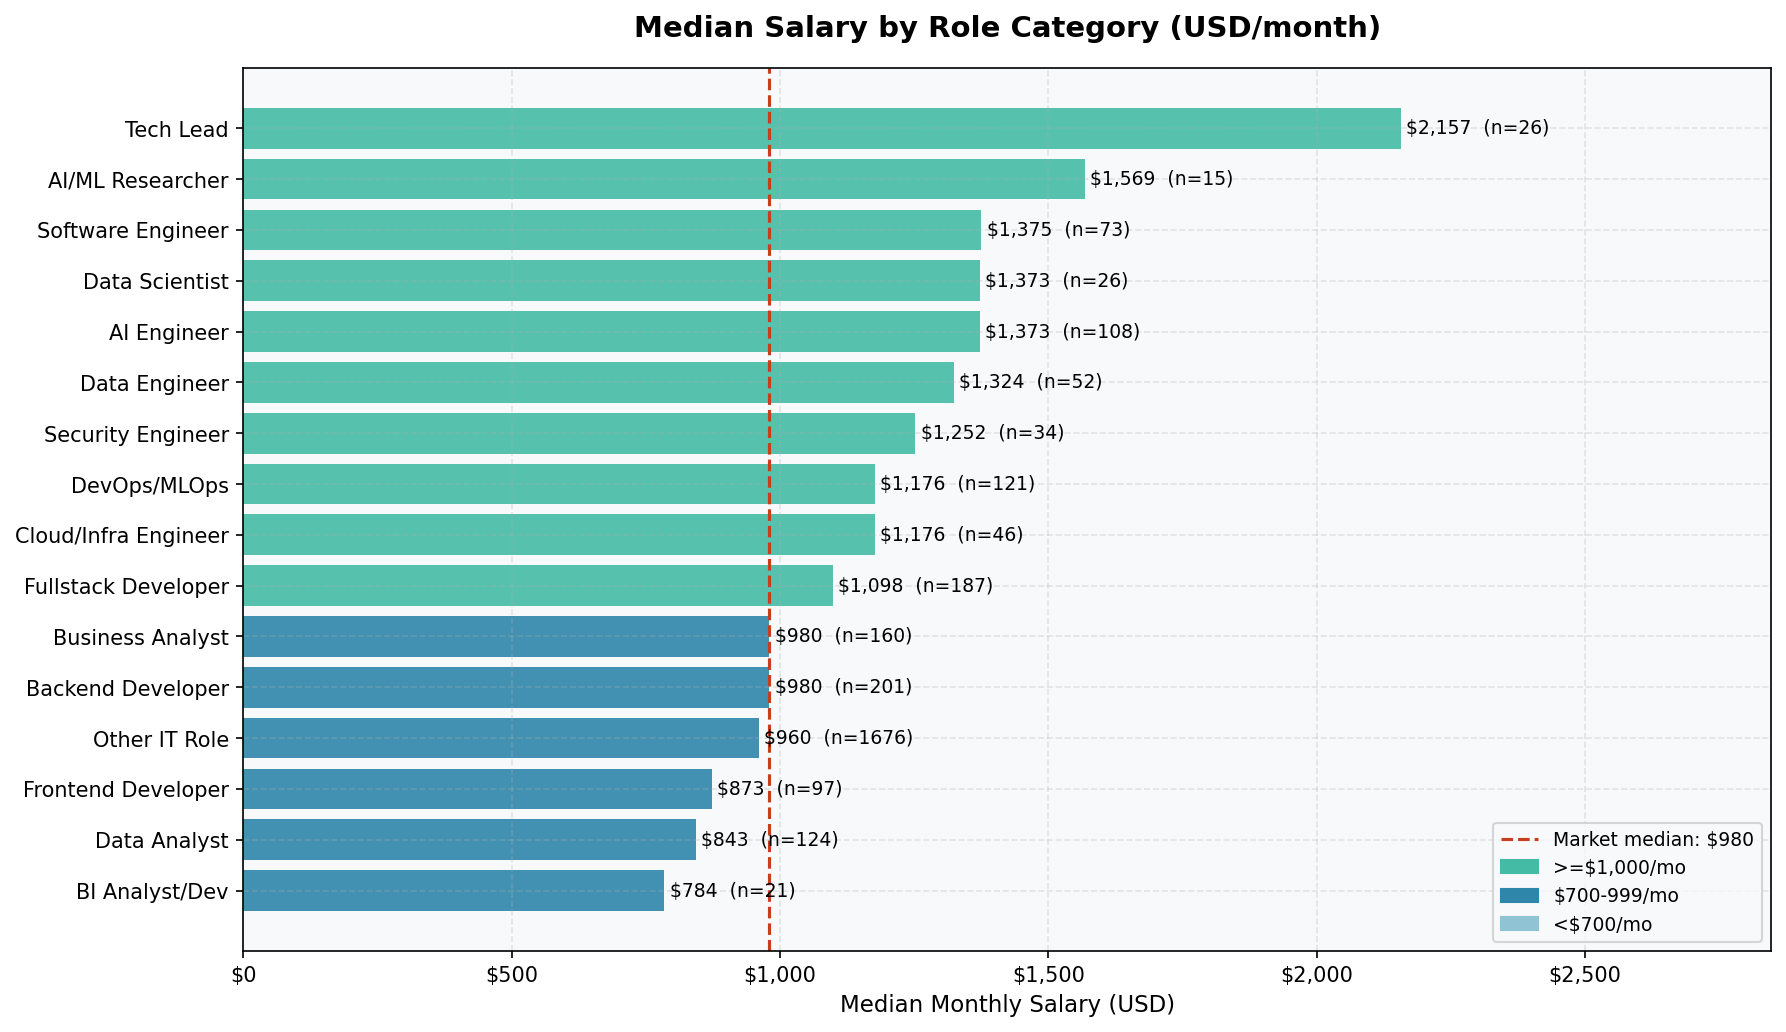 Median Salary by Role Category (USD/month)
Tech Lead $2,157 (n=26)
AI/ML Researcher $1,569 (n=15)
Software Engineer $1,375 (n=73)
Data Scientist $1,373 (n=26)
AI Engineer $1,373 (n=108)
Data Engineer $1,324 (n=52)
Security Engineer $1,252 (n=34)
DevOps/MLOps $1,176 (n=121)
Cloud/Infra Engineer $1,176 (n=46)
Fullstack Developer $1,098 (n=187)
Business Analyst $980 (n=160)
Backend Developer $980 (n=201)
Other IT Role $960 (n=1676)
Frontend Developer $873 (n=97)
Data Analyst $843 (n=124)
BI Analyst/Dev $784 (n=21)
Market median: $980
>=$1,000/mo
$700-999/mo
<$700/mo
$0 $500 $1,000 $1,500 $2,000 $2,500
Median Monthly Salary (USD)